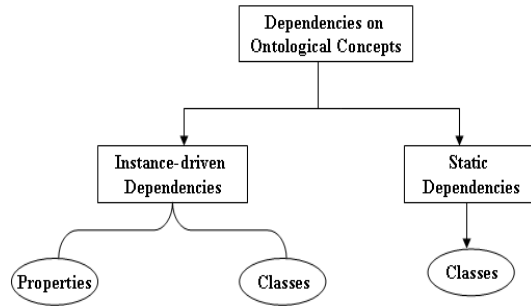 Dependencies on
Ontological Concepts
Instance-driven
Dependencies
Static
Dependencies
Properties
Classes
Classes